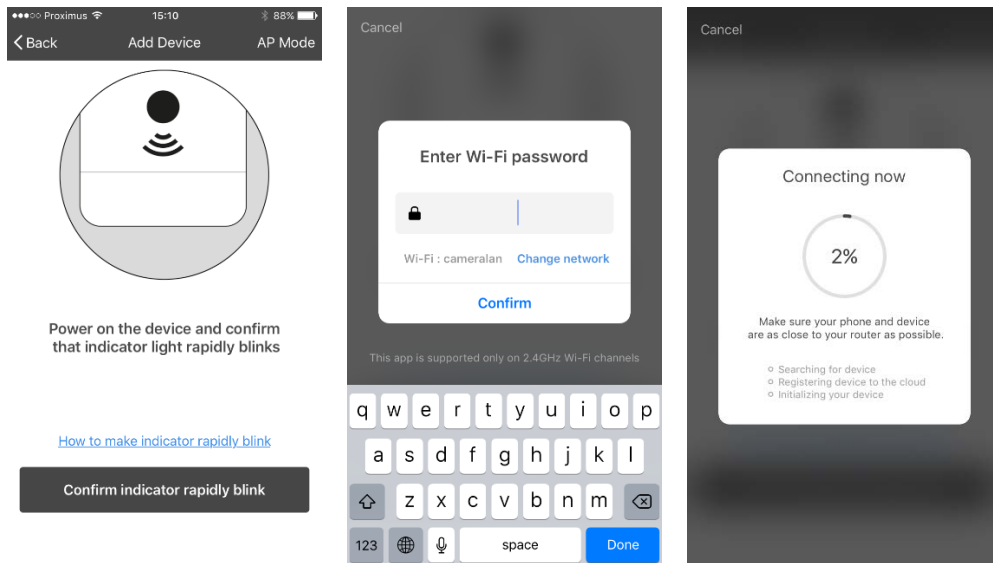 Proximus 15:10 88%
Back Add Device AP Mode
Power on the device and confirm
that indicator light rapidly blinks
How to make indicator rapidly blink
Confirm indicator rapidly blink
Cancel
Enter Wi-Fi password
Wi-Fi : cameralan Change network
Confirm
This app is supported only on 2.4GHz Wi-Fi channels
q w e r t y u i o p
a s d f g h j k l
z x c v b n m
123 space Done
Cancel
Connecting now
2%
Make sure your phone and device
are as close to your router as possible.
Searching for device
Registering device to the cloud
Initializing your device